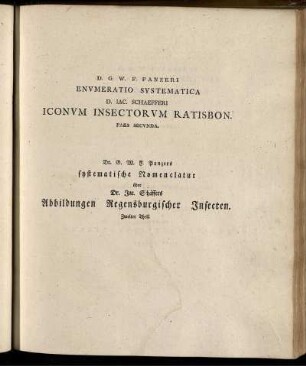 D. G. W. F. PANZERI
ENVMERATIO SYSTEMATICA
D. IAC. SCHAEFFERI
ICONVM INSECTORVM RATISBON.
PARS SECVNDA.
Dr. G. W. F. Panzers
systematische Nomenclatur
über
Dr. Jac. Schäffers
Abbildungen Regensburgischer Insecten.
Zweiter Theil